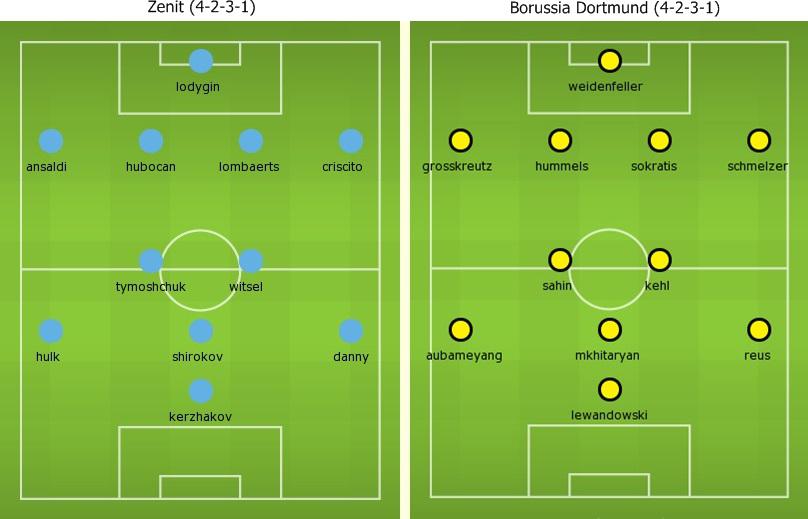 Zenit (4-2-3-1)
lodygin
ansaldi hubocan lombaerts criscito
tymoshchuk witsel
hulk shirokov danny
kerzhakov
Borussia Dortmund (4-2-3-1)
weidenfeller
grosskreutz hummels sokratis schmelzer
sahin kehl
aubameyang mkhitaryan reus
lewandowski